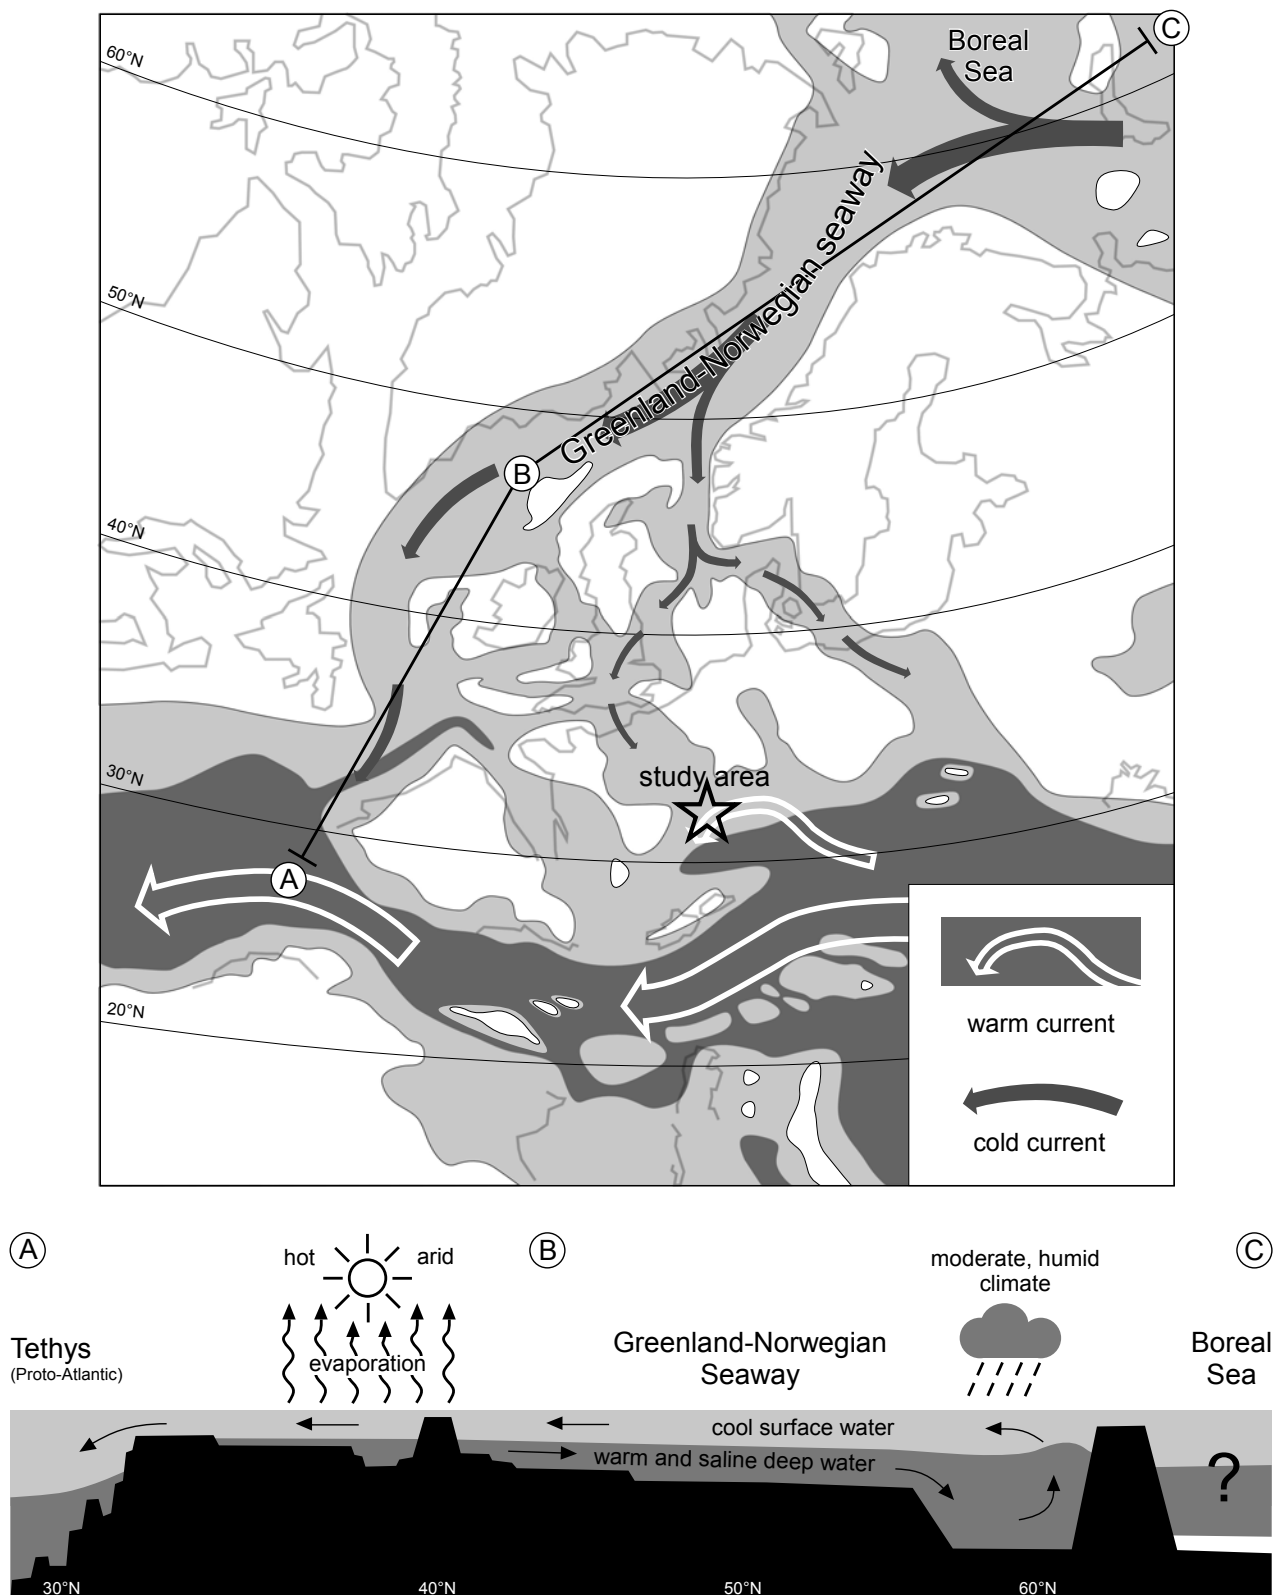 C
Boreal
Sea
60°N
Greenland-Norwegian seaway
50°N
B
40°N
30°N
study area
A
20°N
warm current
cold current
A
B
C
hot
arid
moderate, humid
climate
Tethys
(Proto-Atlantic)
evaporation
Greenland-Norwegian
Seaway
Boreal
Sea
cool surface water
warm and saline deep water
?
30°N
40°N
50°N
60°N